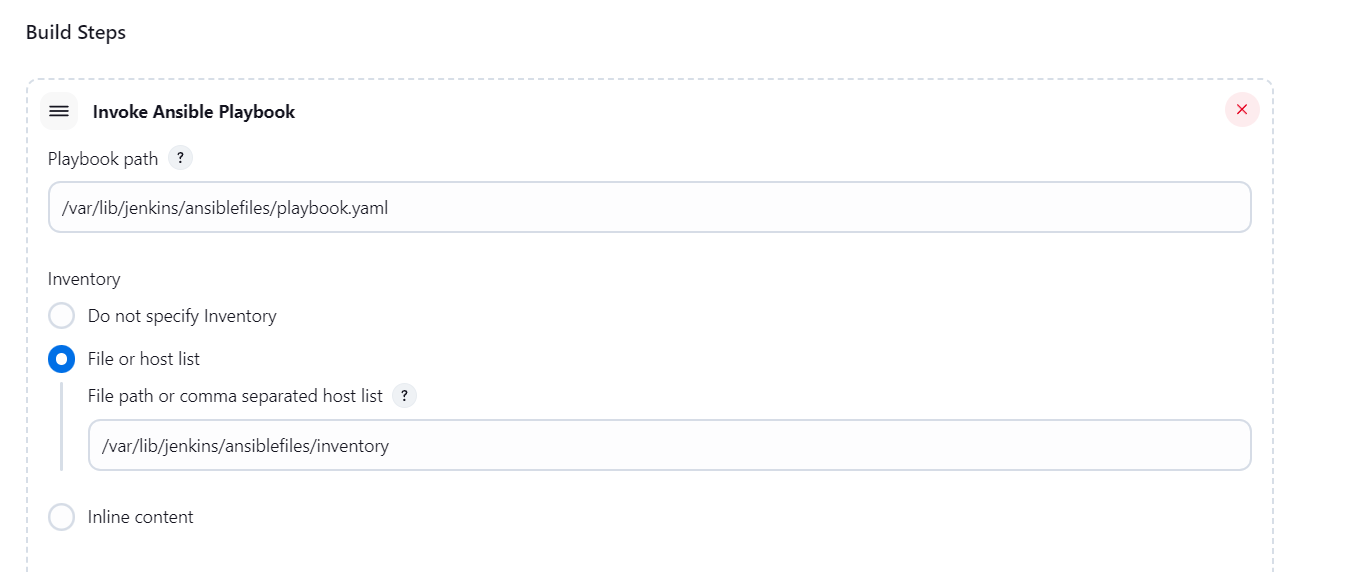 Build Steps
Invoke Ansible Playbook
Playbook path ?
/var/lib/jenkins/ansiblefiles/playbook.yaml
Inventory
Do not specify Inventory
File or host list
File path or comma separated host list ?
/var/lib/jenkins/ansiblefiles/inventory
Inline content